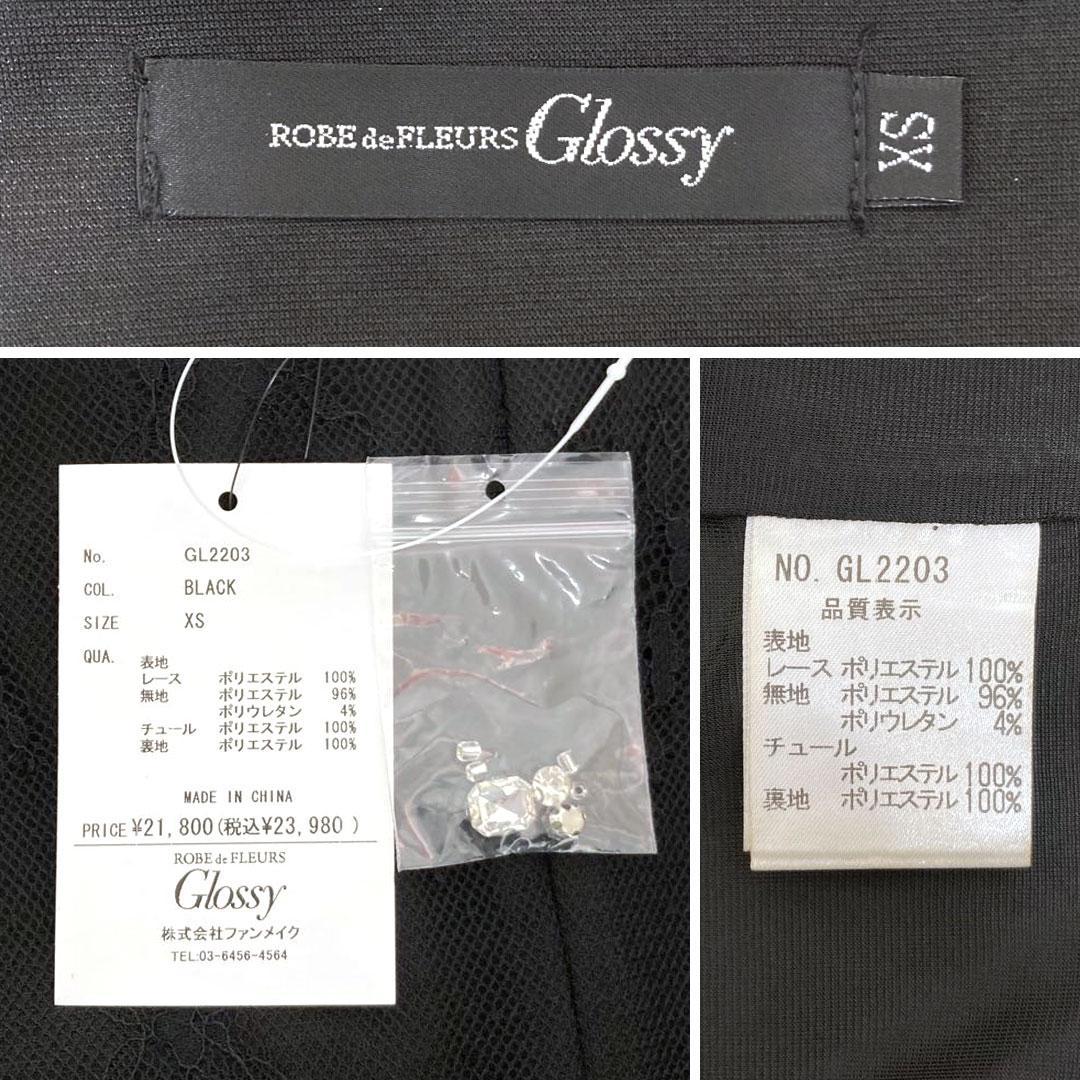 ROBE de FLEURS Glossy
XS
No. GL2203
COL. BLACK
SIZE XS
QUA. 表地
レース ポリエステル 100%
無地 ポリエステル 96%
ポリウレタン 4%
チュール ポリエステル 100%
裏地 ポリエステル 100%
MADE IN CHINA
PRICE ¥21,800(税込¥23,980 )
ROBE de FLEURS
Glossy
株式会社ファンメイク
TEL:03-6456-4564
NO. GL2203
品質表示
表地
レース ポリエステル 100%
無地 ポリエステル 96%
ポリウレタン 4%
チュール
ポリエステル 100%
裏地 ポリエステル 100%